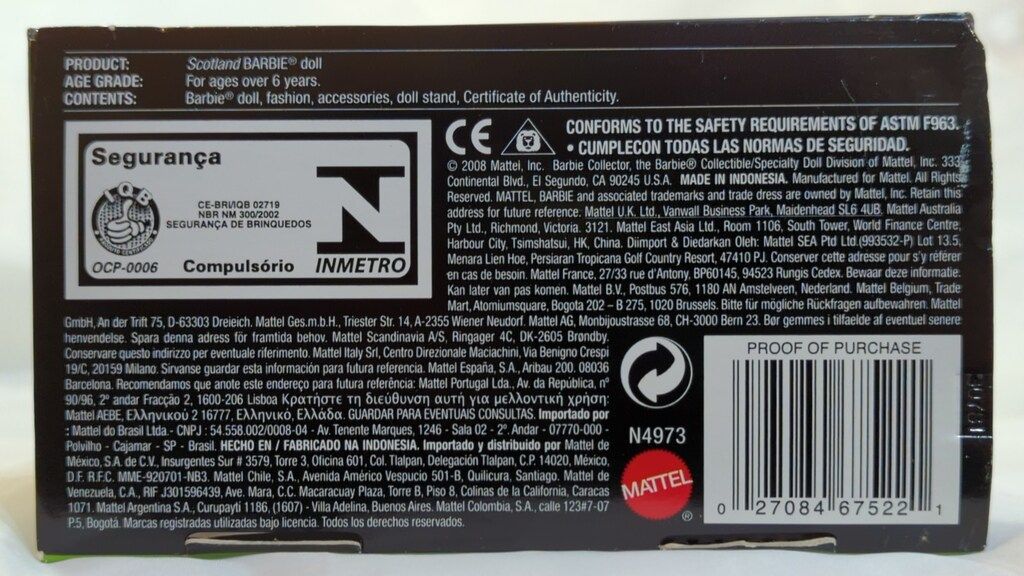 PRODUCT: Scotland BARBIE® doll
AGE GRADE: For ages over 6 years.
CONTENTS: Barbie® doll, fashion, accessories, doll stand, Certificate of Authenticity.
Segurança
IQB
CE-BRI/IQB 02719
NBR NM 300/2002
SEGURANÇA DE BRINQUEDOS
OCP-0006
Compulsório
INMETRO
CE
CONFORMS TO THE SAFETY REQUIREMENTS OF ASTM F963.
• CUMPLECON TODAS LAS NORMAS DE SEGURIDAD.
© 2008 Mattel, Inc. Barbie Collector, the Barbie® Collectible/Specialty Doll Division of Mattel, Inc. 333
Continental Blvd., El Segundo, CA 90245 U.S.A. MADE IN INDONESIA. Manufactured for Mattel. All Rights
Reserved. MATTEL, BARBIE and associated trademarks and trade dress are owned by Mattel, Inc. Retain this
address for future reference. Mattel U.K. Ltd., Vanwall Business Park, Maidenhead SL6 4UB. Mattel Australia
Pty Ltd., Richmond, Victoria. 3121. Mattel East Asia Ltd., Room 1106, South Tower, World Finance Centre,
Harbour City, Tsimshatsui, HK, China. Diimport & Diedarkan Oleh: Mattel SEA Ptd Ltd.(993532-P) Lot 13.5,
Menara Lien Hoe, Persiaran Tropicana Golf Country Resort, 47410 PJ. Conserver cette adresse pour s'y référer
en cas de besoin. Mattel France, 27/33 rue d'Antony, BP60145, 94523 Rungis Cedex. Bewaar deze informatie.
Kan later van pas komen. Mattel B.V., Postbus 576, 1180 AN Amstelveen, Nederland. Mattel Belgium, Trade
Mart, Atomiumsquare, Bogota 202 – B 275, 1020 Brussels. Bitte für mögliche Rückfragen aufbewahren. Mattel
GmbH, An der Trift 75, D-63303 Dreieich. Mattel Ges.m.b.H., Triester Str. 14, A-2355 Wiener Neudorf. Mattel AG, Monbijoustrasse 68, CH-3000 Bern 23. Bør gemmes i tilfaelde af eventuel senere
henvendelse. Spara denna adress för framtida behov. Mattel Scandinavia A/S, Ringager 4C, DK-2605 Brøndby.
Conservare questo indirizzo per eventuale riferimento. Mattel Italy Srl, Centro Direzionale Maciachini, Via Benigno Crespi
19/C, 20159 Milano. Sirvanse guardar esta información para futura referencia. Mattel España, S.A., Aribau 200. 08036
Barcelona. Recomendamos que anote este endereço para futura referência: Mattel Portugal Lda., Av. da República, nº
90/96, 2º andar Fracção 2, 1600-206 Lisboa Κρατήστε τη διεύθυνση αυτή για μελλοντική χρήση:
Mattel AEBE, Ελληνικού 2 16777, Ελληνικό, Ελλάδα. GUARDAR PARA EVENTUAIS CONSULTAS. Importado por
: Mattel do Brasil Ltda. - CNPJ : 54.558.002/0008-04 - Av. Tenente Marques, 1246 - Sala 02 - 2º. Andar - 07770-000 -
Polvilho - Cajamar - SP - Brasil. HECHO EN / FABRICADO NA INDONESIA. Importado y distribuido por Mattel de
México, S.A. de C.V., Insurgentes Sur # 3579, Torre 3, Oficina 601, Col. Tlalpan, Delegación Tlalpan, C.P. 14020, México,
D.F. R.F.C. MME-920701-NB3. Mattel Chile, S.A., Avenida Américo Vespucio 501-B, Quilicura, Santiago. Mattel de
Venezuela, C.A., RIF J301596439, Ave. Mara, C.C. Macaracuay Plaza, Torre B, Piso 8, Colinas de la California, Caracas
1071. Mattel Argentina S.A., Curupaytí 1186, (1607) - Villa Adelina, Buenos Aires. Mattel Colombia, S.A., calle 123#7-07
P.5, Bogotá. Marcas registradas utilizadas bajo licencia. Todos los derechos reservados.
N4973
MATTEL
®
PROOF OF PURCHASE
0 27084 67522 1